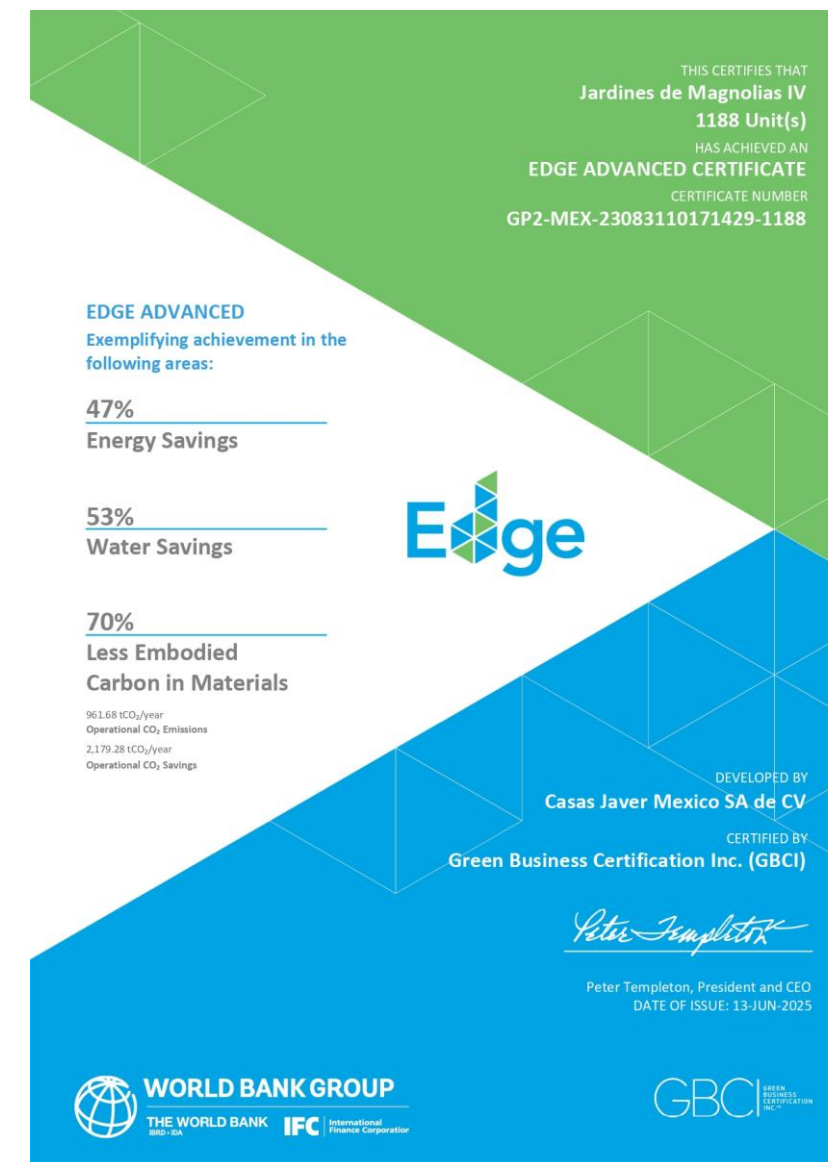 THIS CERTIFIES THAT
Jardines de Magnolias IV
1188 Unit(s)
HAS ACHIEVED AN
EDGE ADVANCED CERTIFICATE
CERTIFICATE NUMBER
GP2-MEX-23083110171429-1188
EDGE ADVANCED
Exemplifying achievement in the
following areas:
47%
Energy Savings
53%
Water Savings
70%
Less Embodied
Carbon in Materials
961.68 tCO₂/year
Operational CO₂ Emissions
2,179.28 tCO₂/year
Operational CO₂ Savings
Edge
DEVELOPED BY
Casas Javer Mexico SA de CV
CERTIFIED BY
Green Business Certification Inc. (GBCI)
Peter Templeton
Peter Templeton, President and CEO
DATE OF ISSUE: 13-JUN-2025
WORLD BANK GROUP
THE WORLD BANK
IBRD • IDA
IFC
International
Finance Corporation
GBCI
GREEN
BUSINESS
CERTIFICATION
INC.™